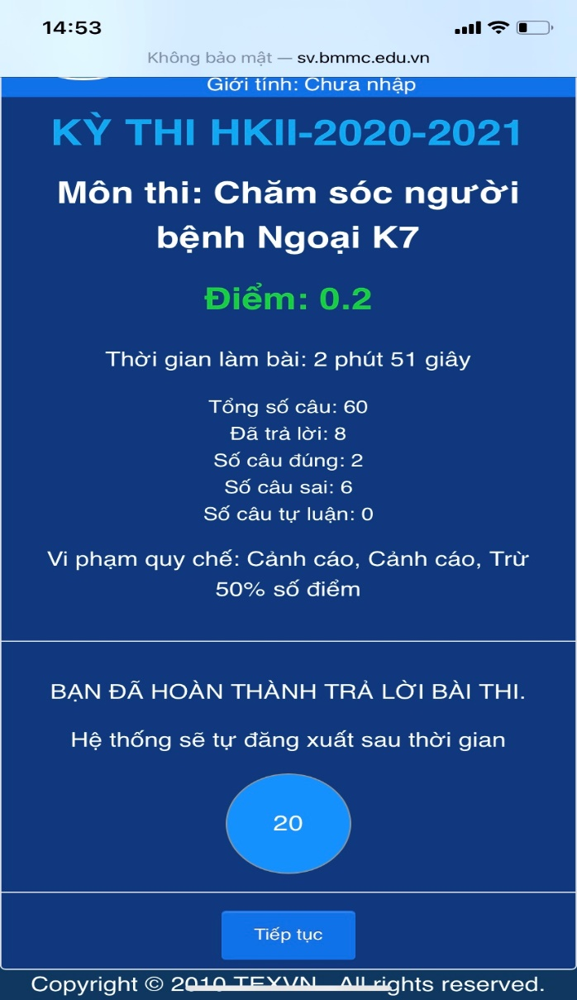 14:53
Không bảo mật — sv.bmmc.edu.vn
Giới tính: Chưa nhập
KỲ THI HKII-2020-2021
Môn thi: Chăm sóc người
bệnh Ngoại K7
Điểm: 0.2
Thời gian làm bài: 2 phút 51 giây
Tổng số câu: 60
Đã trả lời: 8
Số câu đúng: 2
Số câu sai: 6
Số câu tự luận: 0
Vi phạm quy chế: Cảnh cáo, Cảnh cáo, Trừ
50% số điểm
BẠN ĐÃ HOÀN THÀNH TRẢ LỜI BÀI THI.
Hệ thống sẽ tự đăng xuất sau thời gian
20
Tiếp tục
Copyright © 2010 TEXVN. All rights reserved.